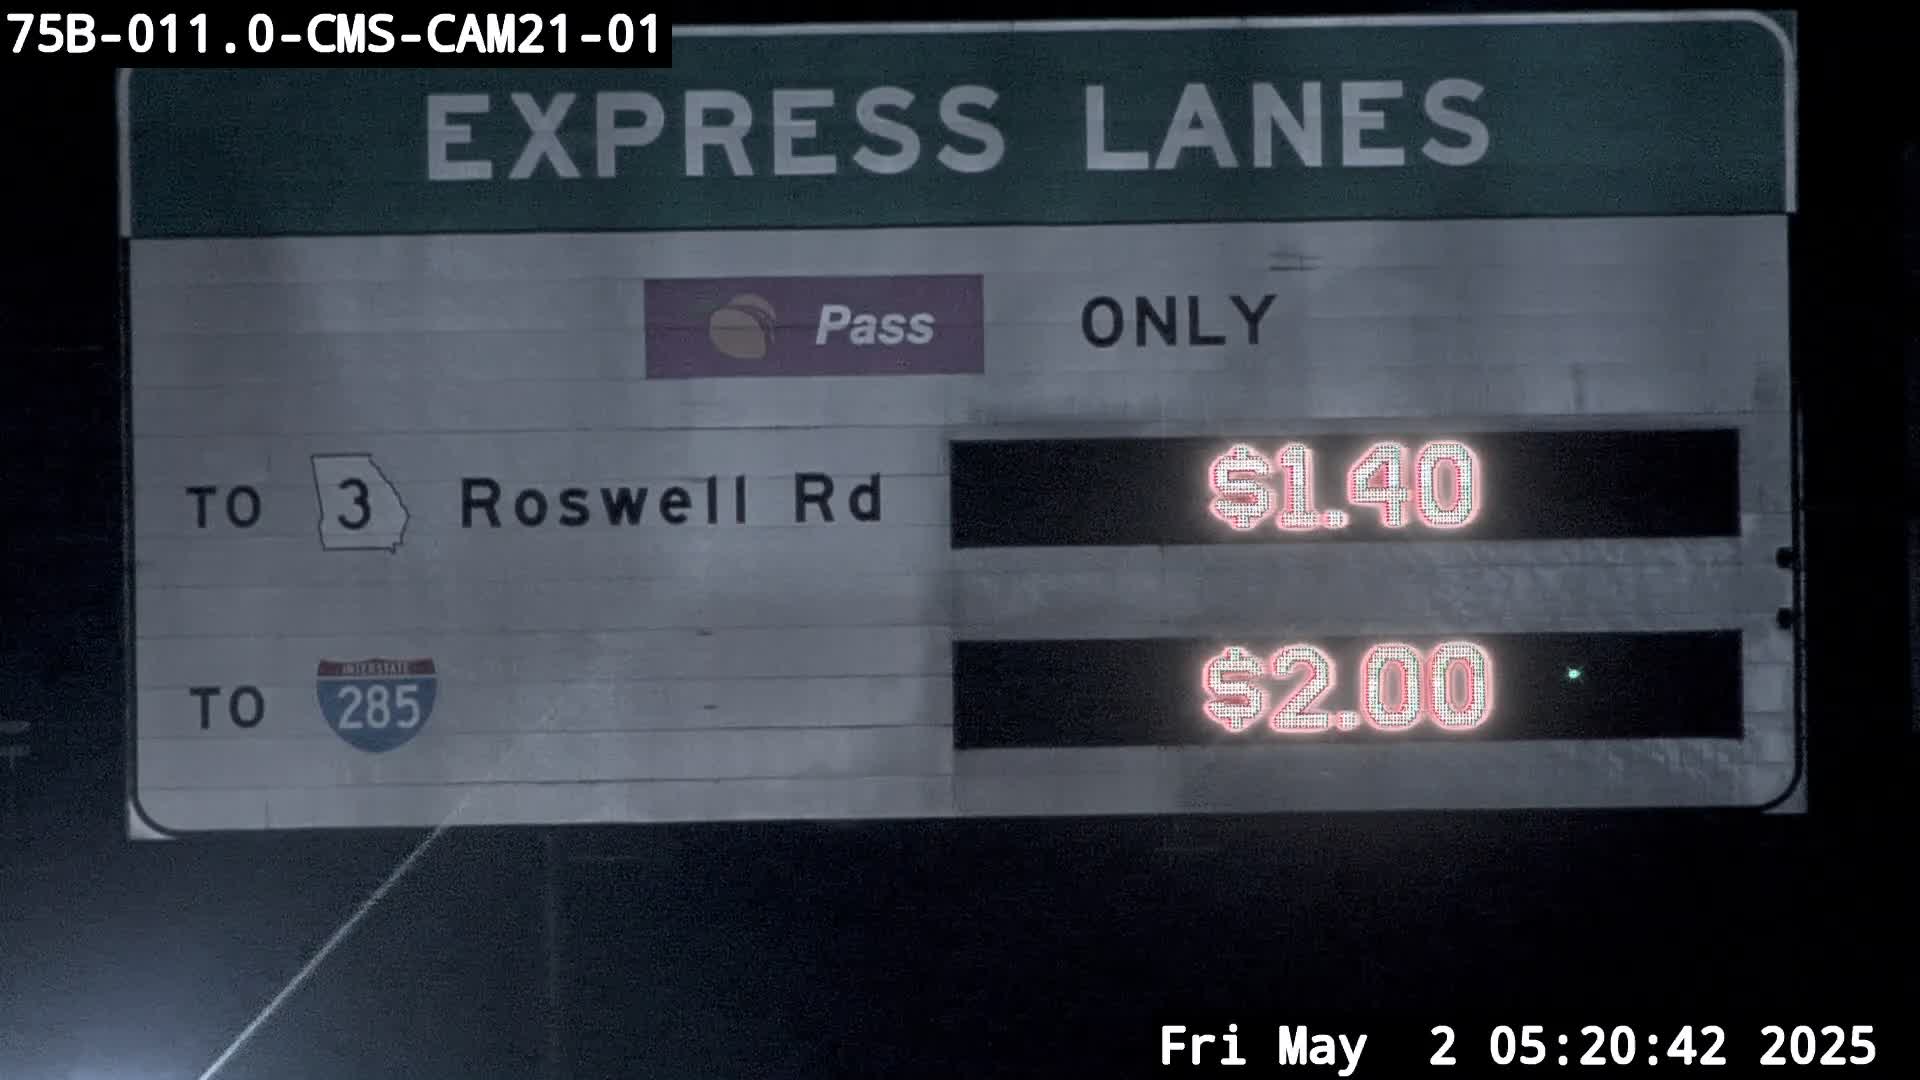 75B-011.0-CMS-CAM21-01
EXPRESS LANES
Pass ONLY
TO 3 Roswell Rd $1.40
TO INTERSTATE 285 $2.00
Fri May 2 05:20:42 2025